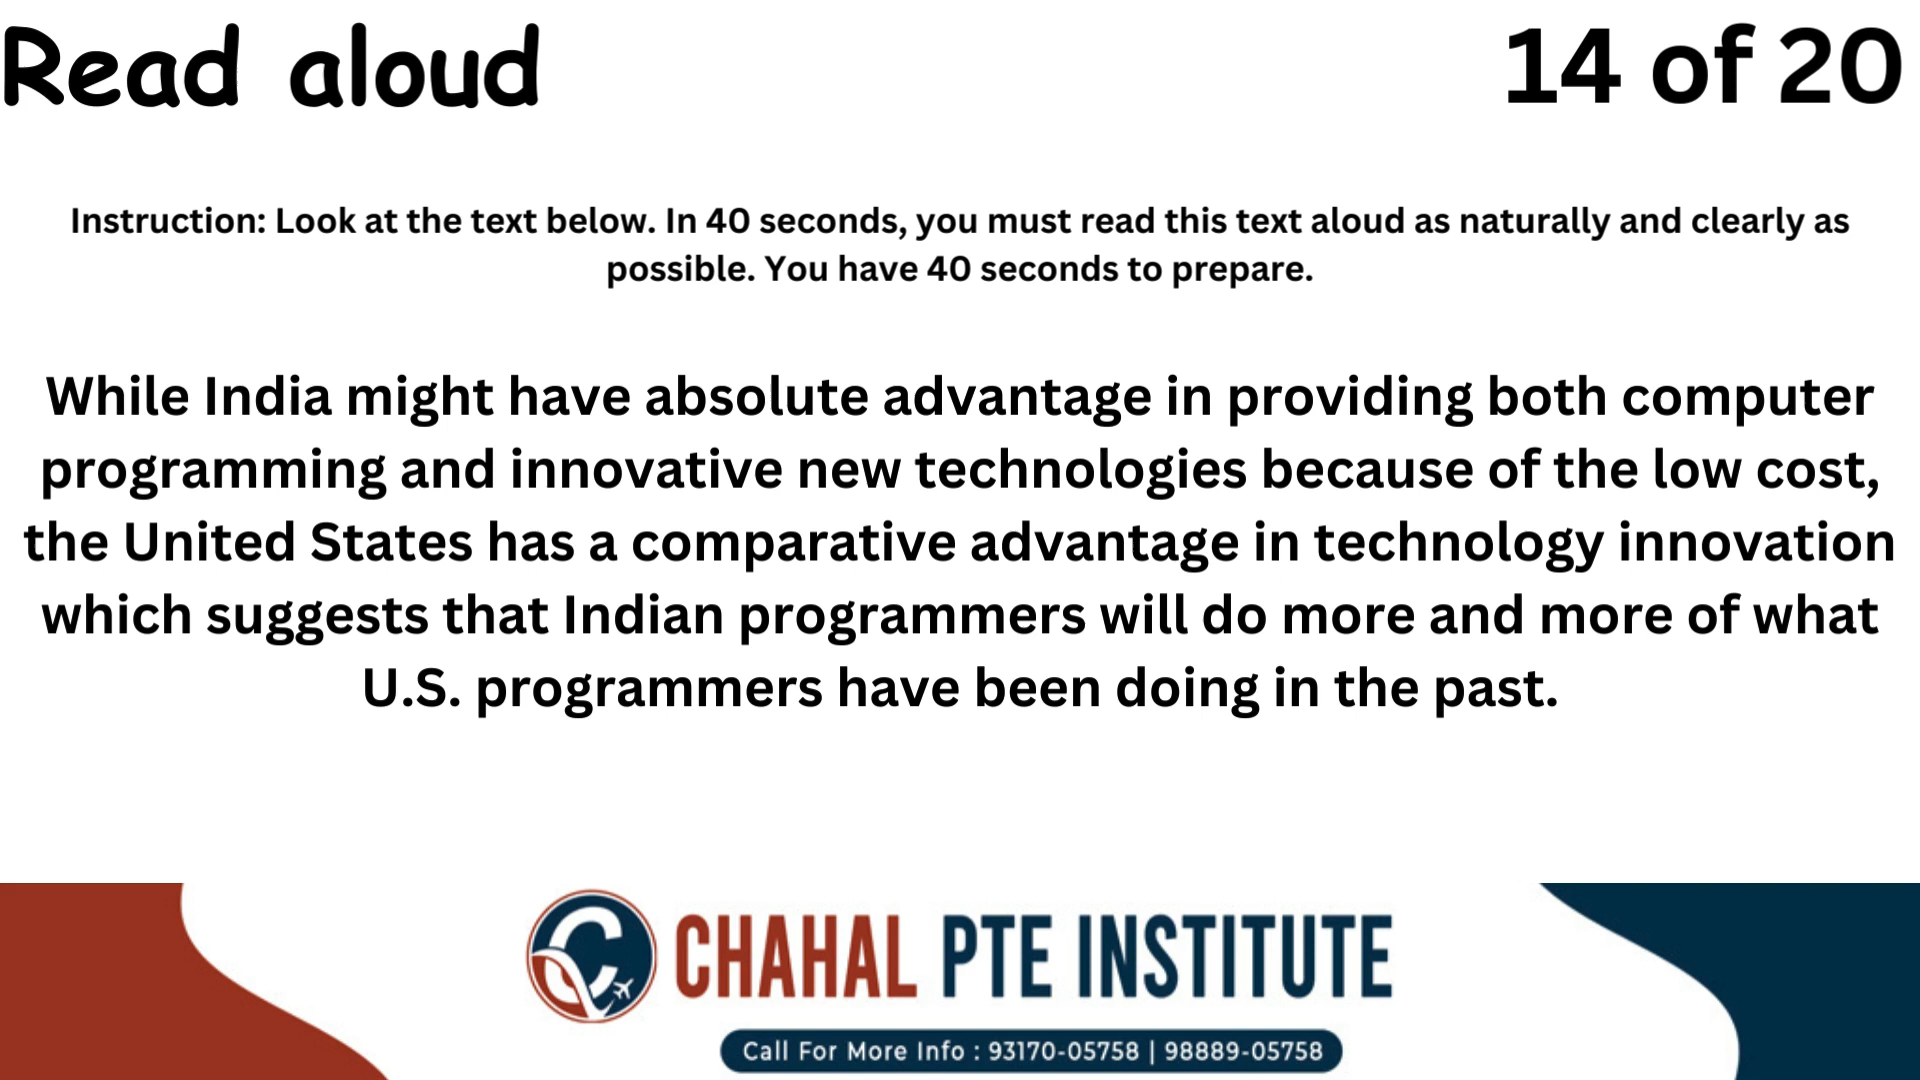 Read aloud
14 of 20
Instruction: Look at the text below. In 40 seconds, you must read this text aloud as naturally and clearly as
possible. You have 40 seconds to prepare.
While India might have absolute advantage in providing both computer
programming and innovative new technologies because of the low cost,
the United States has a comparative advantage in technology innovation
which suggests that Indian programmers will do more and more of what
U.S. programmers have been doing in the past.
CHAHAL PTE INSTITUTE
Call For More Info : 93170-05758 | 98889-05758